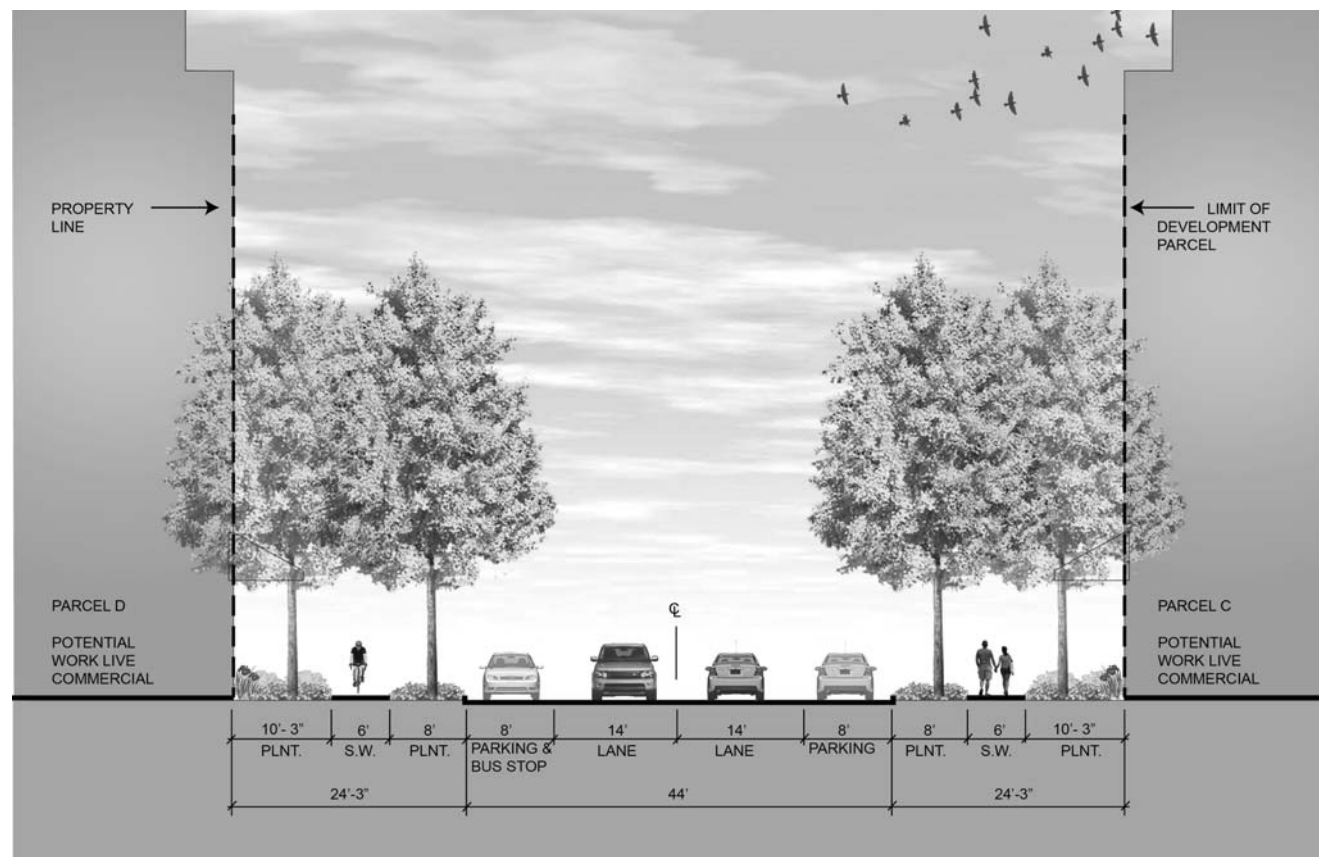 PROPERTY
LINE
LIMIT OF
DEVELOPMENT
PARCEL
℄
PARCEL D
POTENTIAL
WORK LIVE
COMMERCIAL
PARCEL C
POTENTIAL
WORK LIVE
COMMERCIAL
10'- 3" 6' 8' 8' 14' 14' 8' 8' 6' 10'- 3"
PLNT. S.W. PLNT. PARKING & LANE LANE PARKING PLNT. S.W. PLNT.
BUS STOP
24'-3" 44' 24'-3"